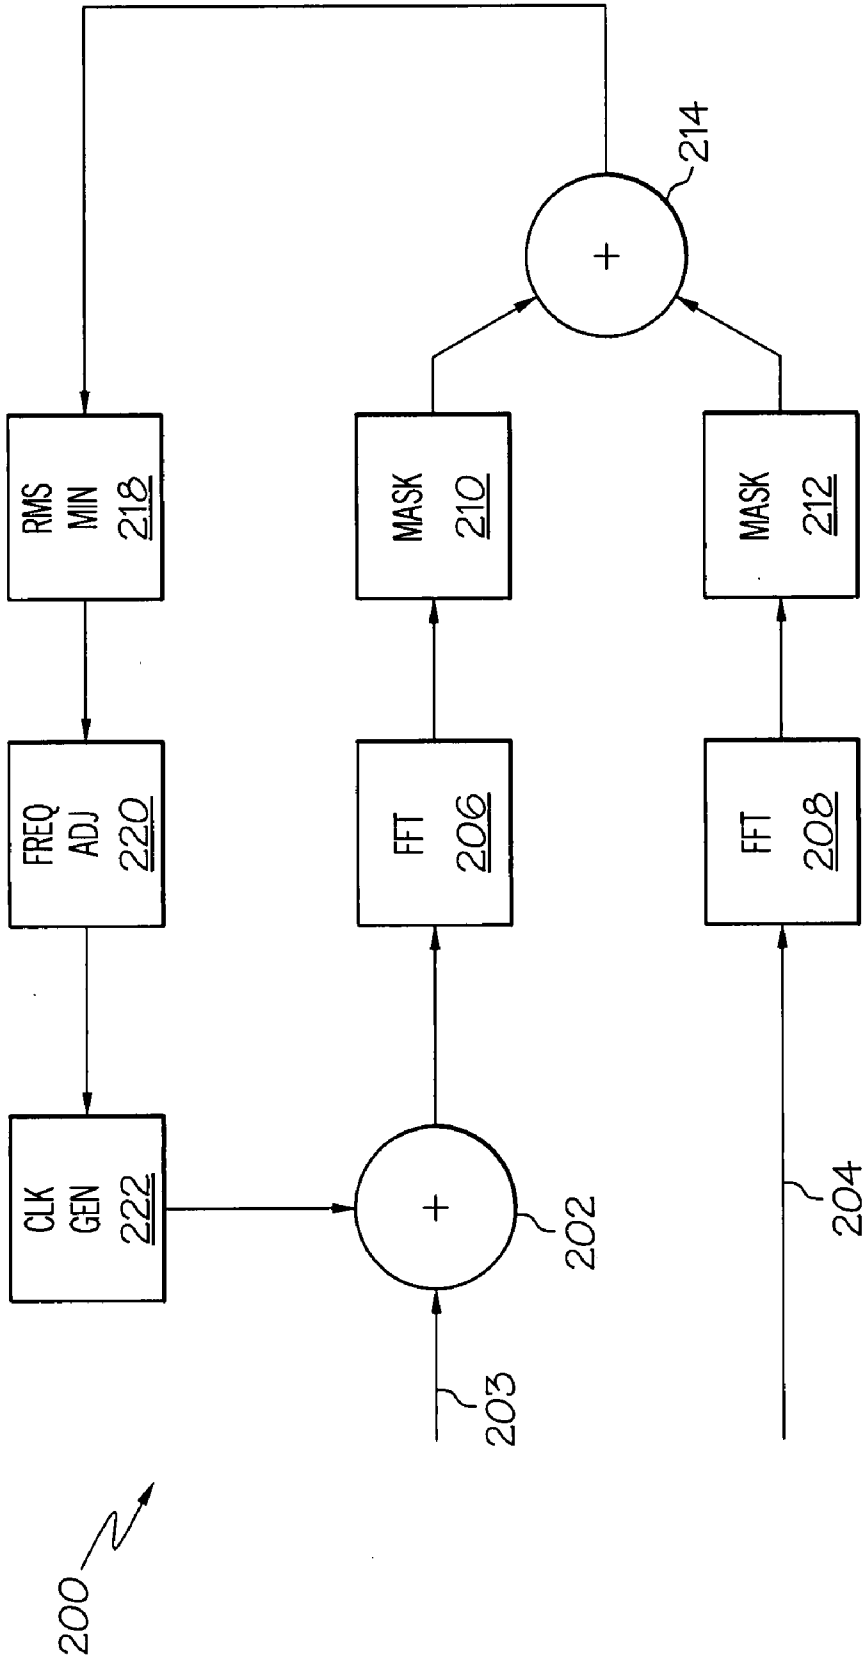 200
CLK
GEN
222
FREQ
ADJ
220
RMS
MIN
218
203
+
202
FFT
206
MASK
210
+
214
204
FFT
208
MASK
212